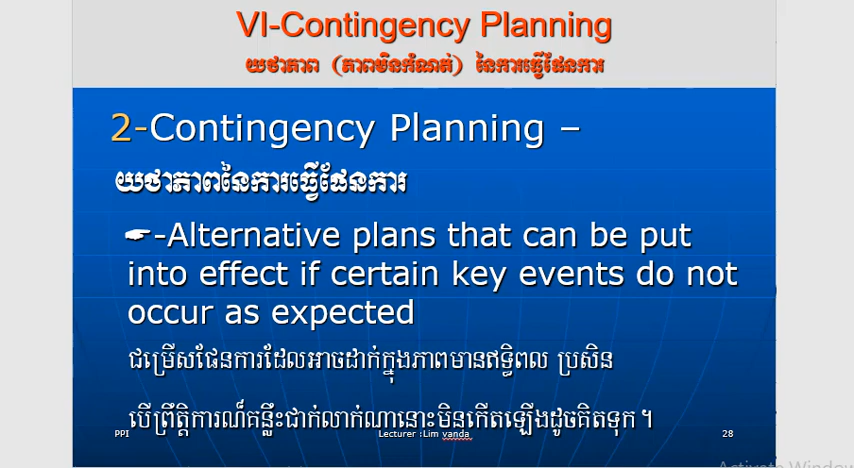 VI-Contingency Planning
យថាភាព (ភាពមិនកំណត់) នៃការធ្វើផែនការ
2-Contingency Planning –
យថាភាពនៃការធ្វើផែនការ
☛-Alternative plans that can be put
into effect if certain key events do not
occur as expected
ជម្រើសផែនការដែលអាចដាក់ក្នុងភាពមានឥទ្ធិពល ប្រសិន
បើព្រឹត្តិការណ៍គន្លឹះជាក់លាក់ណានោះមិនកើតឡើងដូចគិតទុក ។
PPI Lecturer :Lim vanda 28